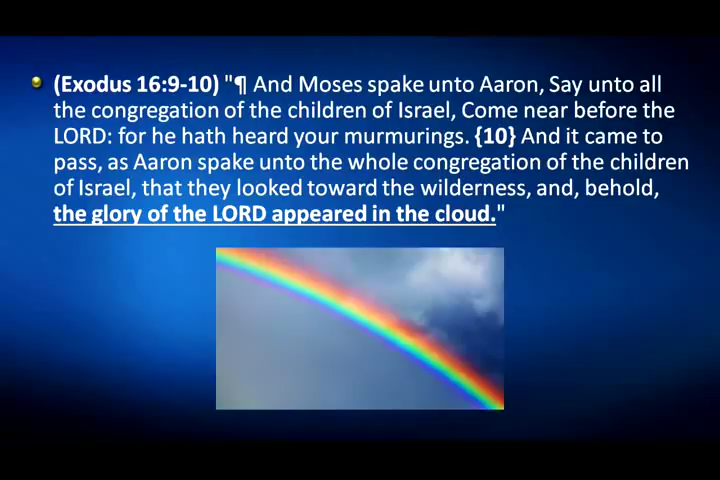 (Exodus 16:9-10) "¶ And Moses spake unto Aaron, Say unto all
the congregation of the children of Israel, Come near before the
LORD: for he hath heard your murmurings. {10} And it came to
pass, as Aaron spake unto the whole congregation of the children
of Israel, that they looked toward the wilderness, and, behold,
the glory of the LORD appeared in the cloud."